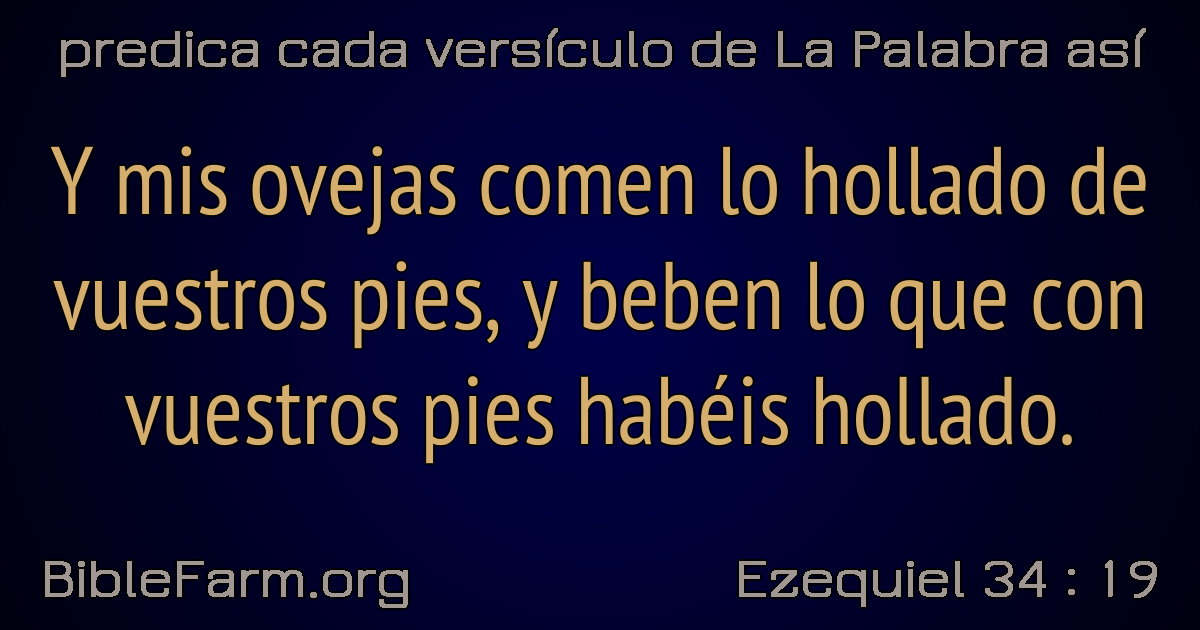 predica cada versículo de La Palabra así
Y mis ovejas comen lo hollado de
vuestros pies, y beben lo que con
vuestros pies habéis hollado.
BibleFarm.org
Ezequiel 34 : 19